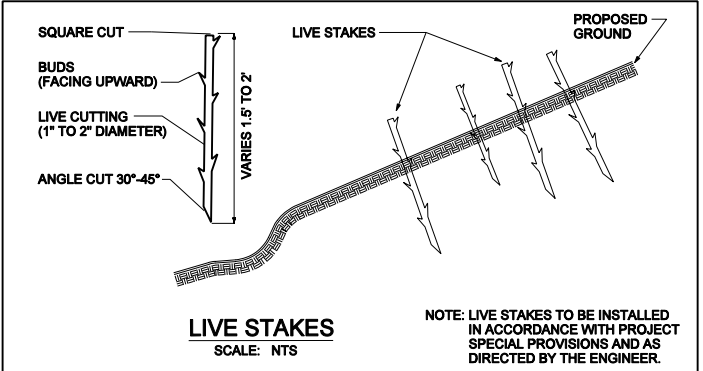 SQUARE CUT
BUDS
(FACING UPWARD)
LIVE CUTTING
(1" TO 2" DIAMETER)
ANGLE CUT 30°-45°
VARIES 1.5' TO 2'
LIVE STAKES
PROPOSED
GROUND
LIVE STAKES
SCALE: NTS
NOTE: LIVE STAKES TO BE INSTALLED
IN ACCORDANCE WITH PROJECT
SPECIAL PROVISIONS AND AS
DIRECTED BY THE ENGINEER.